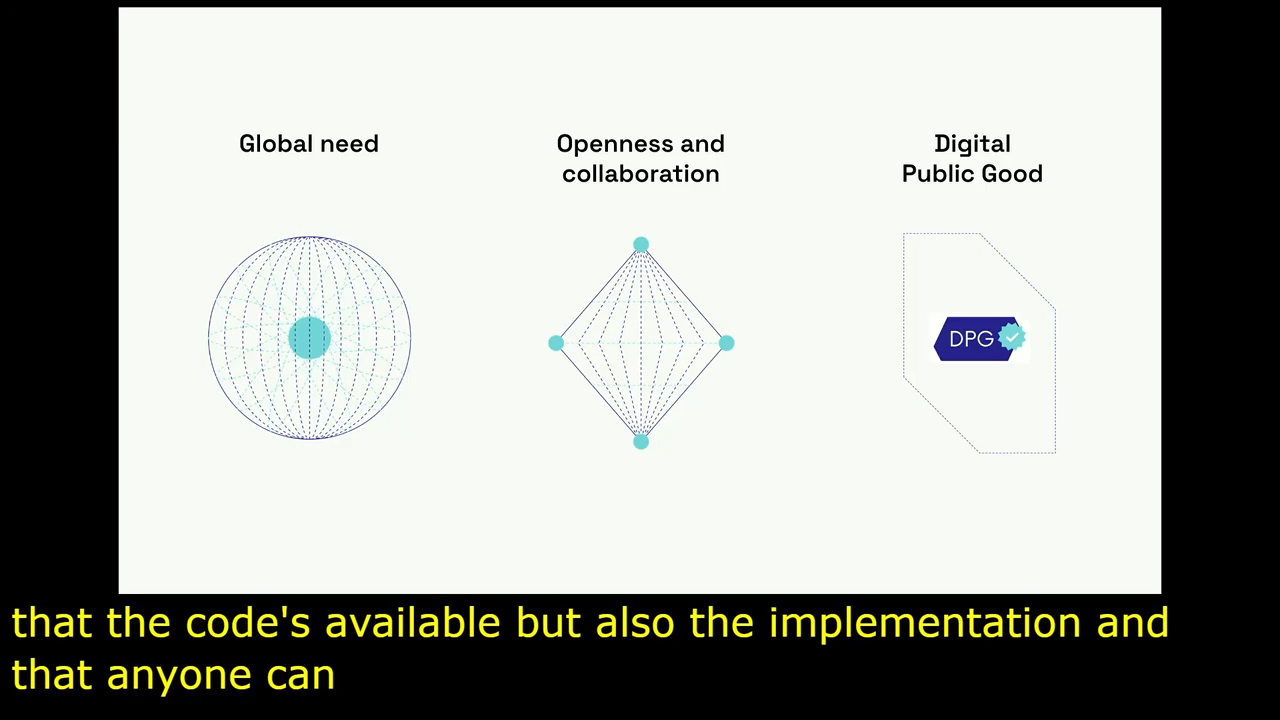 Global need
Openness and
collaboration
Digital
Public Good
DPG
that the code's available but also the implementation and
that anyone can